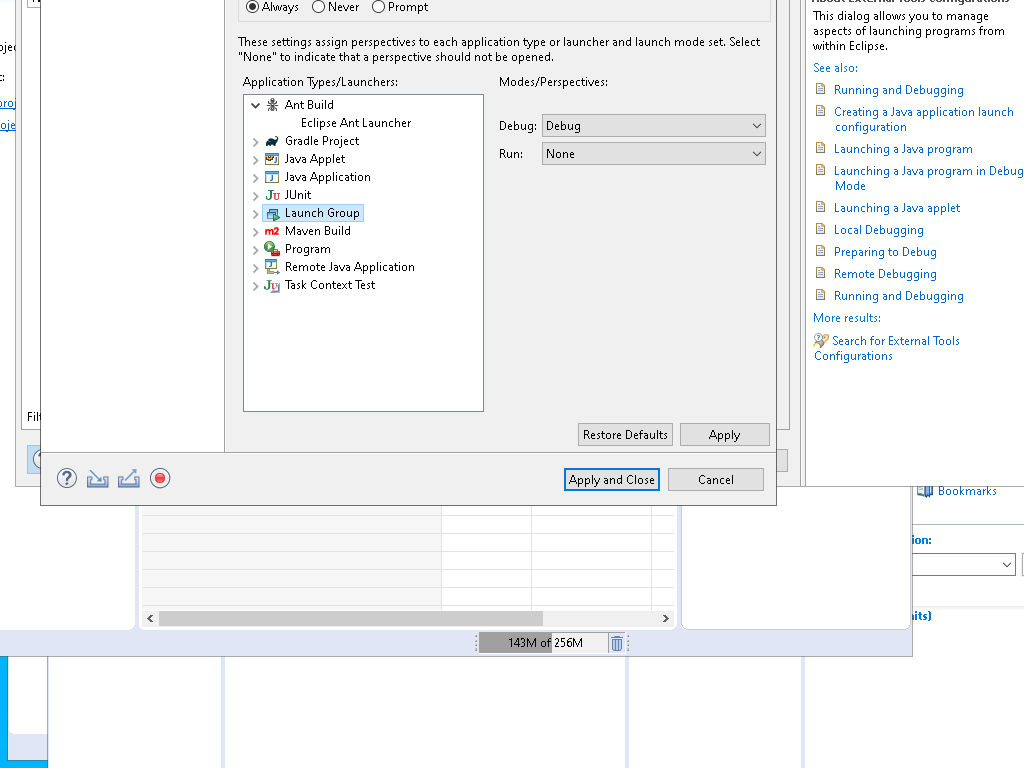 Always Never Prompt
These settings assign perspectives to each application type or launcher and launch mode set. Select
"None" to indicate that a perspective should not be opened.
Application Types/Launchers:
Modes/Perspectives:
Ant Build
Eclipse Ant Launcher
Gradle Project
Java Applet
Java Application
JUnit
Launch Group
Maven Build
Program
Remote Java Application
Task Context Test
Debug: Debug
Run: None
Restore Defaults
Apply
Apply and Close
Cancel
This dialog allows you to manage
aspects of launching programs from
within Eclipse.
See also:
Running and Debugging
Creating a Java application launch
configuration
Launching a Java program
Launching a Java program in Debug
Mode
Launching a Java applet
Local Debugging
Preparing to Debug
Remote Debugging
Running and Debugging
More results:
Search for External Tools
Configurations
Bookmarks
ion:
143M of 256M